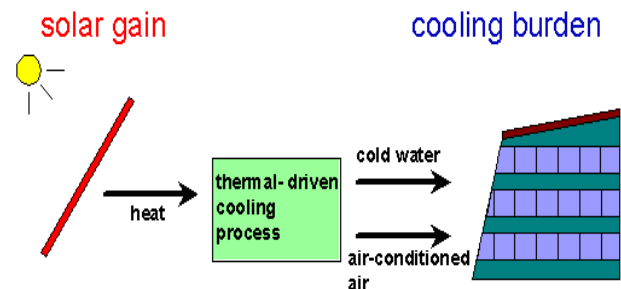 solar gain
cooling burden
heat
thermal- driven
cooling
process
cold water
air-conditioned
air